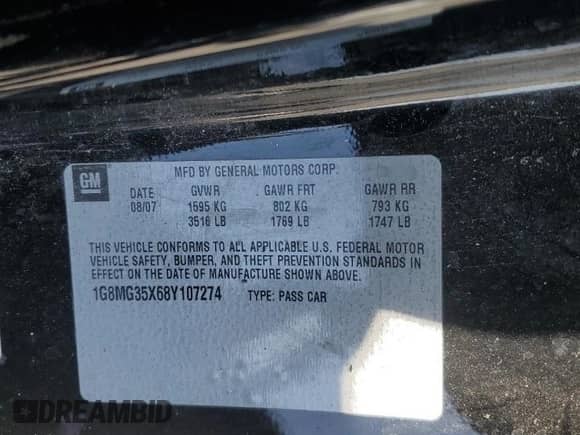 GM
MFD BY GENERAL MOTORS CORP.
DATE GVWR GAWR FRT GAWR RR
08/07 1595 KG 802 KG 793 KG
3516 LB 1769 LB 1747 LB
THIS VEHICLE CONFORMS TO ALL APPLICABLE U.S. FEDERAL MOTOR
VEHICLE SAFETY, BUMPER, AND THEFT PREVENTION STANDARDS IN
EFFECT ON THE DATE OF MANUFACTURE SHOWN ABOVE.
1G8MG35X68Y107274 TYPE: PASS CAR
DREAMBID